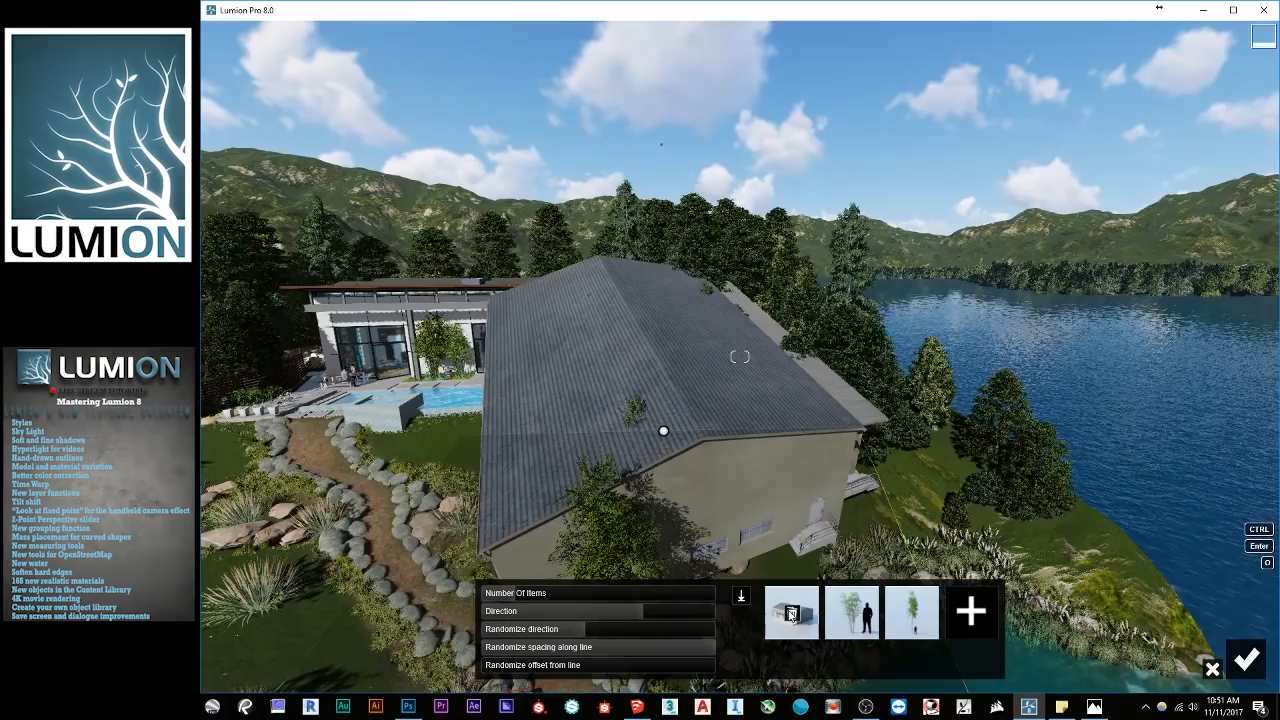 Lumion Pro 8.0
LUMION
LUMION
Mastering Lumion 8
Styles
Sky Light
Soft and fine shadows
Hyperlight for videos
Hand-drawn outlines
Model and material variation
Better color correction
Time Warp
New layer functions
Tilt shift
"Look at fixed point" for the handheld camera effect
2-Point Perspective slider
New grouping function
Mass placement for curved shapes
New measuring tools
New tools for OpenStreetMap
New water
Soften hard edges
168 new realistic materials
New objects in the Content Library
4K movie rendering
Create your own object library
Save screen and dialogue improvements
Number Of Items
Direction
Randomize direction
Randomize spacing along line
Randomize offset from line
CTRL
Enter
O
R
Au
Ai
Ps
Pr
Ae
3
A
I
10:51 AM
11/11/2017